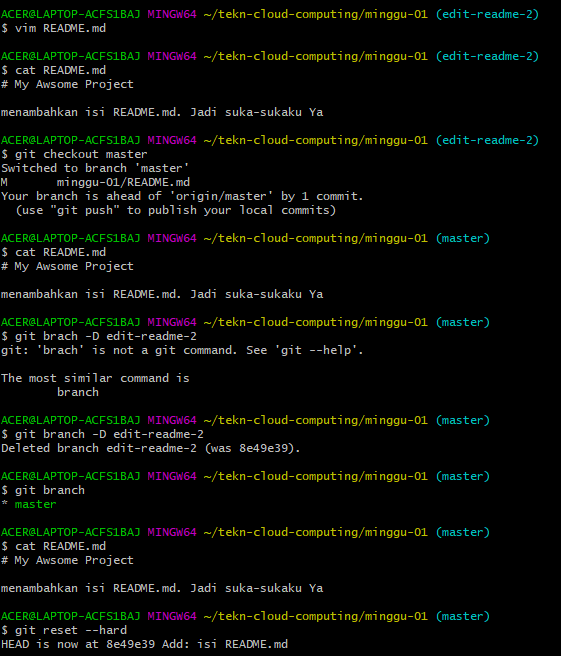 ACER@LAPTOP-ACFS1BAJ MINGW64 ~/tekn-cloud-computing/minggu-01 (edit-readme-2)
$ vim README.md
ACER@LAPTOP-ACFS1BAJ MINGW64 ~/tekn-cloud-computing/minggu-01 (edit-readme-2)
$ cat README.md
# My Awsome Project
menambahkan isi README.md. Jadi suka-sukaku Ya
ACER@LAPTOP-ACFS1BAJ MINGW64 ~/tekn-cloud-computing/minggu-01 (edit-readme-2)
$ git checkout master
Switched to branch 'master'
M       minggu-01/README.md
Your branch is ahead of 'origin/master' by 1 commit.
  (use "git push" to publish your local commits)
ACER@LAPTOP-ACFS1BAJ MINGW64 ~/tekn-cloud-computing/minggu-01 (master)
$ cat README.md
# My Awsome Project
menambahkan isi README.md. Jadi suka-sukaku Ya
ACER@LAPTOP-ACFS1BAJ MINGW64 ~/tekn-cloud-computing/minggu-01 (master)
$ git brach -D edit-readme-2
git: 'brach' is not a git command. See 'git --help'.
The most similar command is
        branch
ACER@LAPTOP-ACFS1BAJ MINGW64 ~/tekn-cloud-computing/minggu-01 (master)
$ git branch -D edit-readme-2
Deleted branch edit-readme-2 (was 8e49e39).
ACER@LAPTOP-ACFS1BAJ MINGW64 ~/tekn-cloud-computing/minggu-01 (master)
$ git branch
* master
ACER@LAPTOP-ACFS1BAJ MINGW64 ~/tekn-cloud-computing/minggu-01 (master)
$ cat README.md
# My Awsome Project
menambahkan isi README.md. Jadi suka-sukaku Ya
ACER@LAPTOP-ACFS1BAJ MINGW64 ~/tekn-cloud-computing/minggu-01 (master)
$ git reset --hard
HEAD is now at 8e49e39 Add: isi README.md